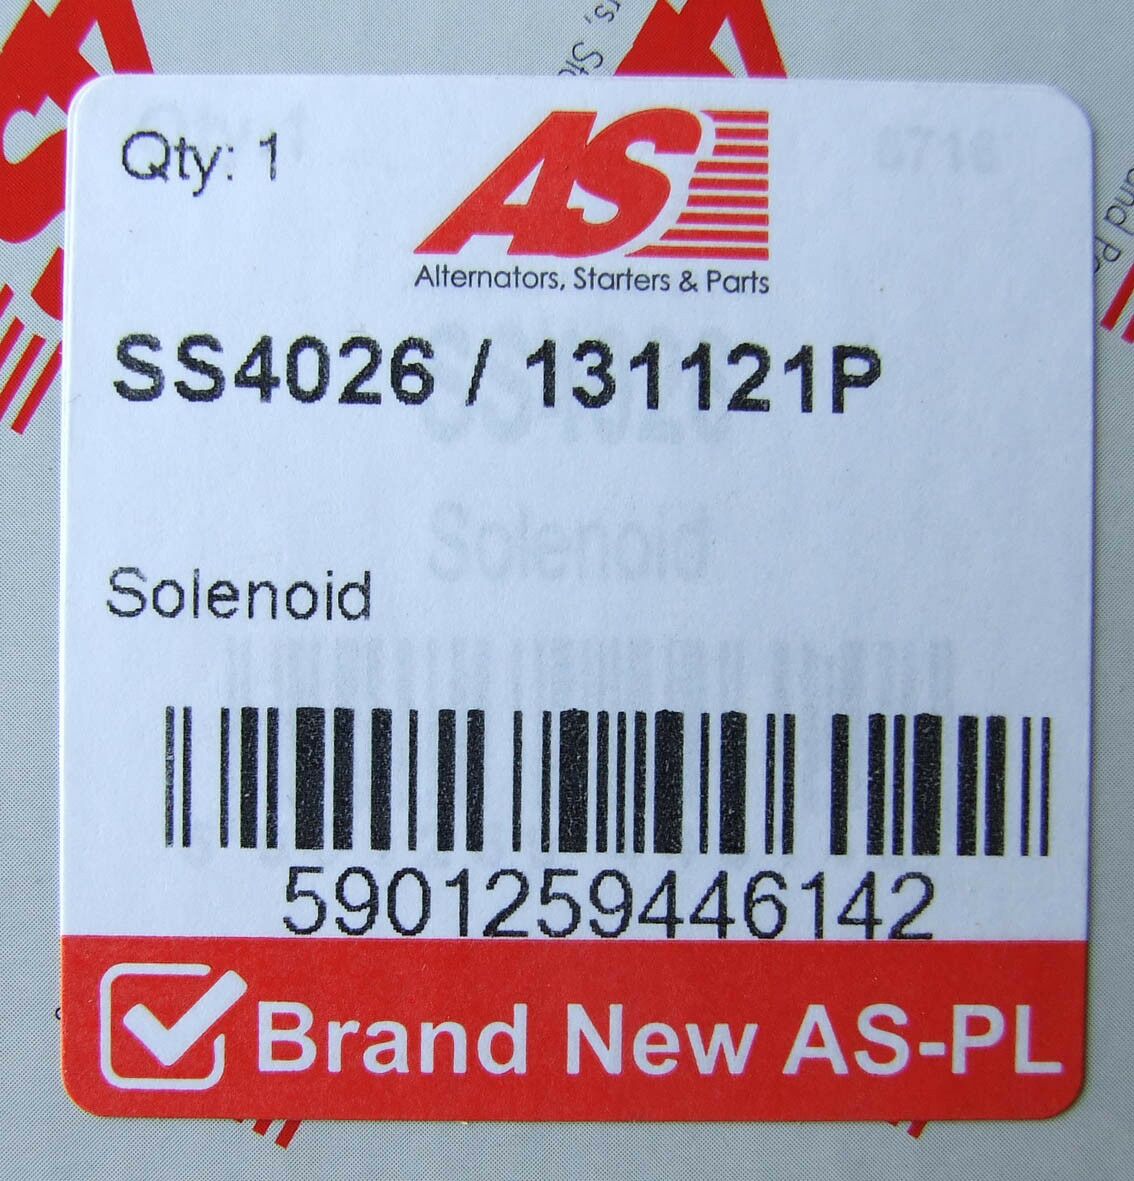 Qty: 1
AS
Alternators, Starters & Parts
SS4026 / 131121P
Solenoid
5901259446142
Brand New AS-PL